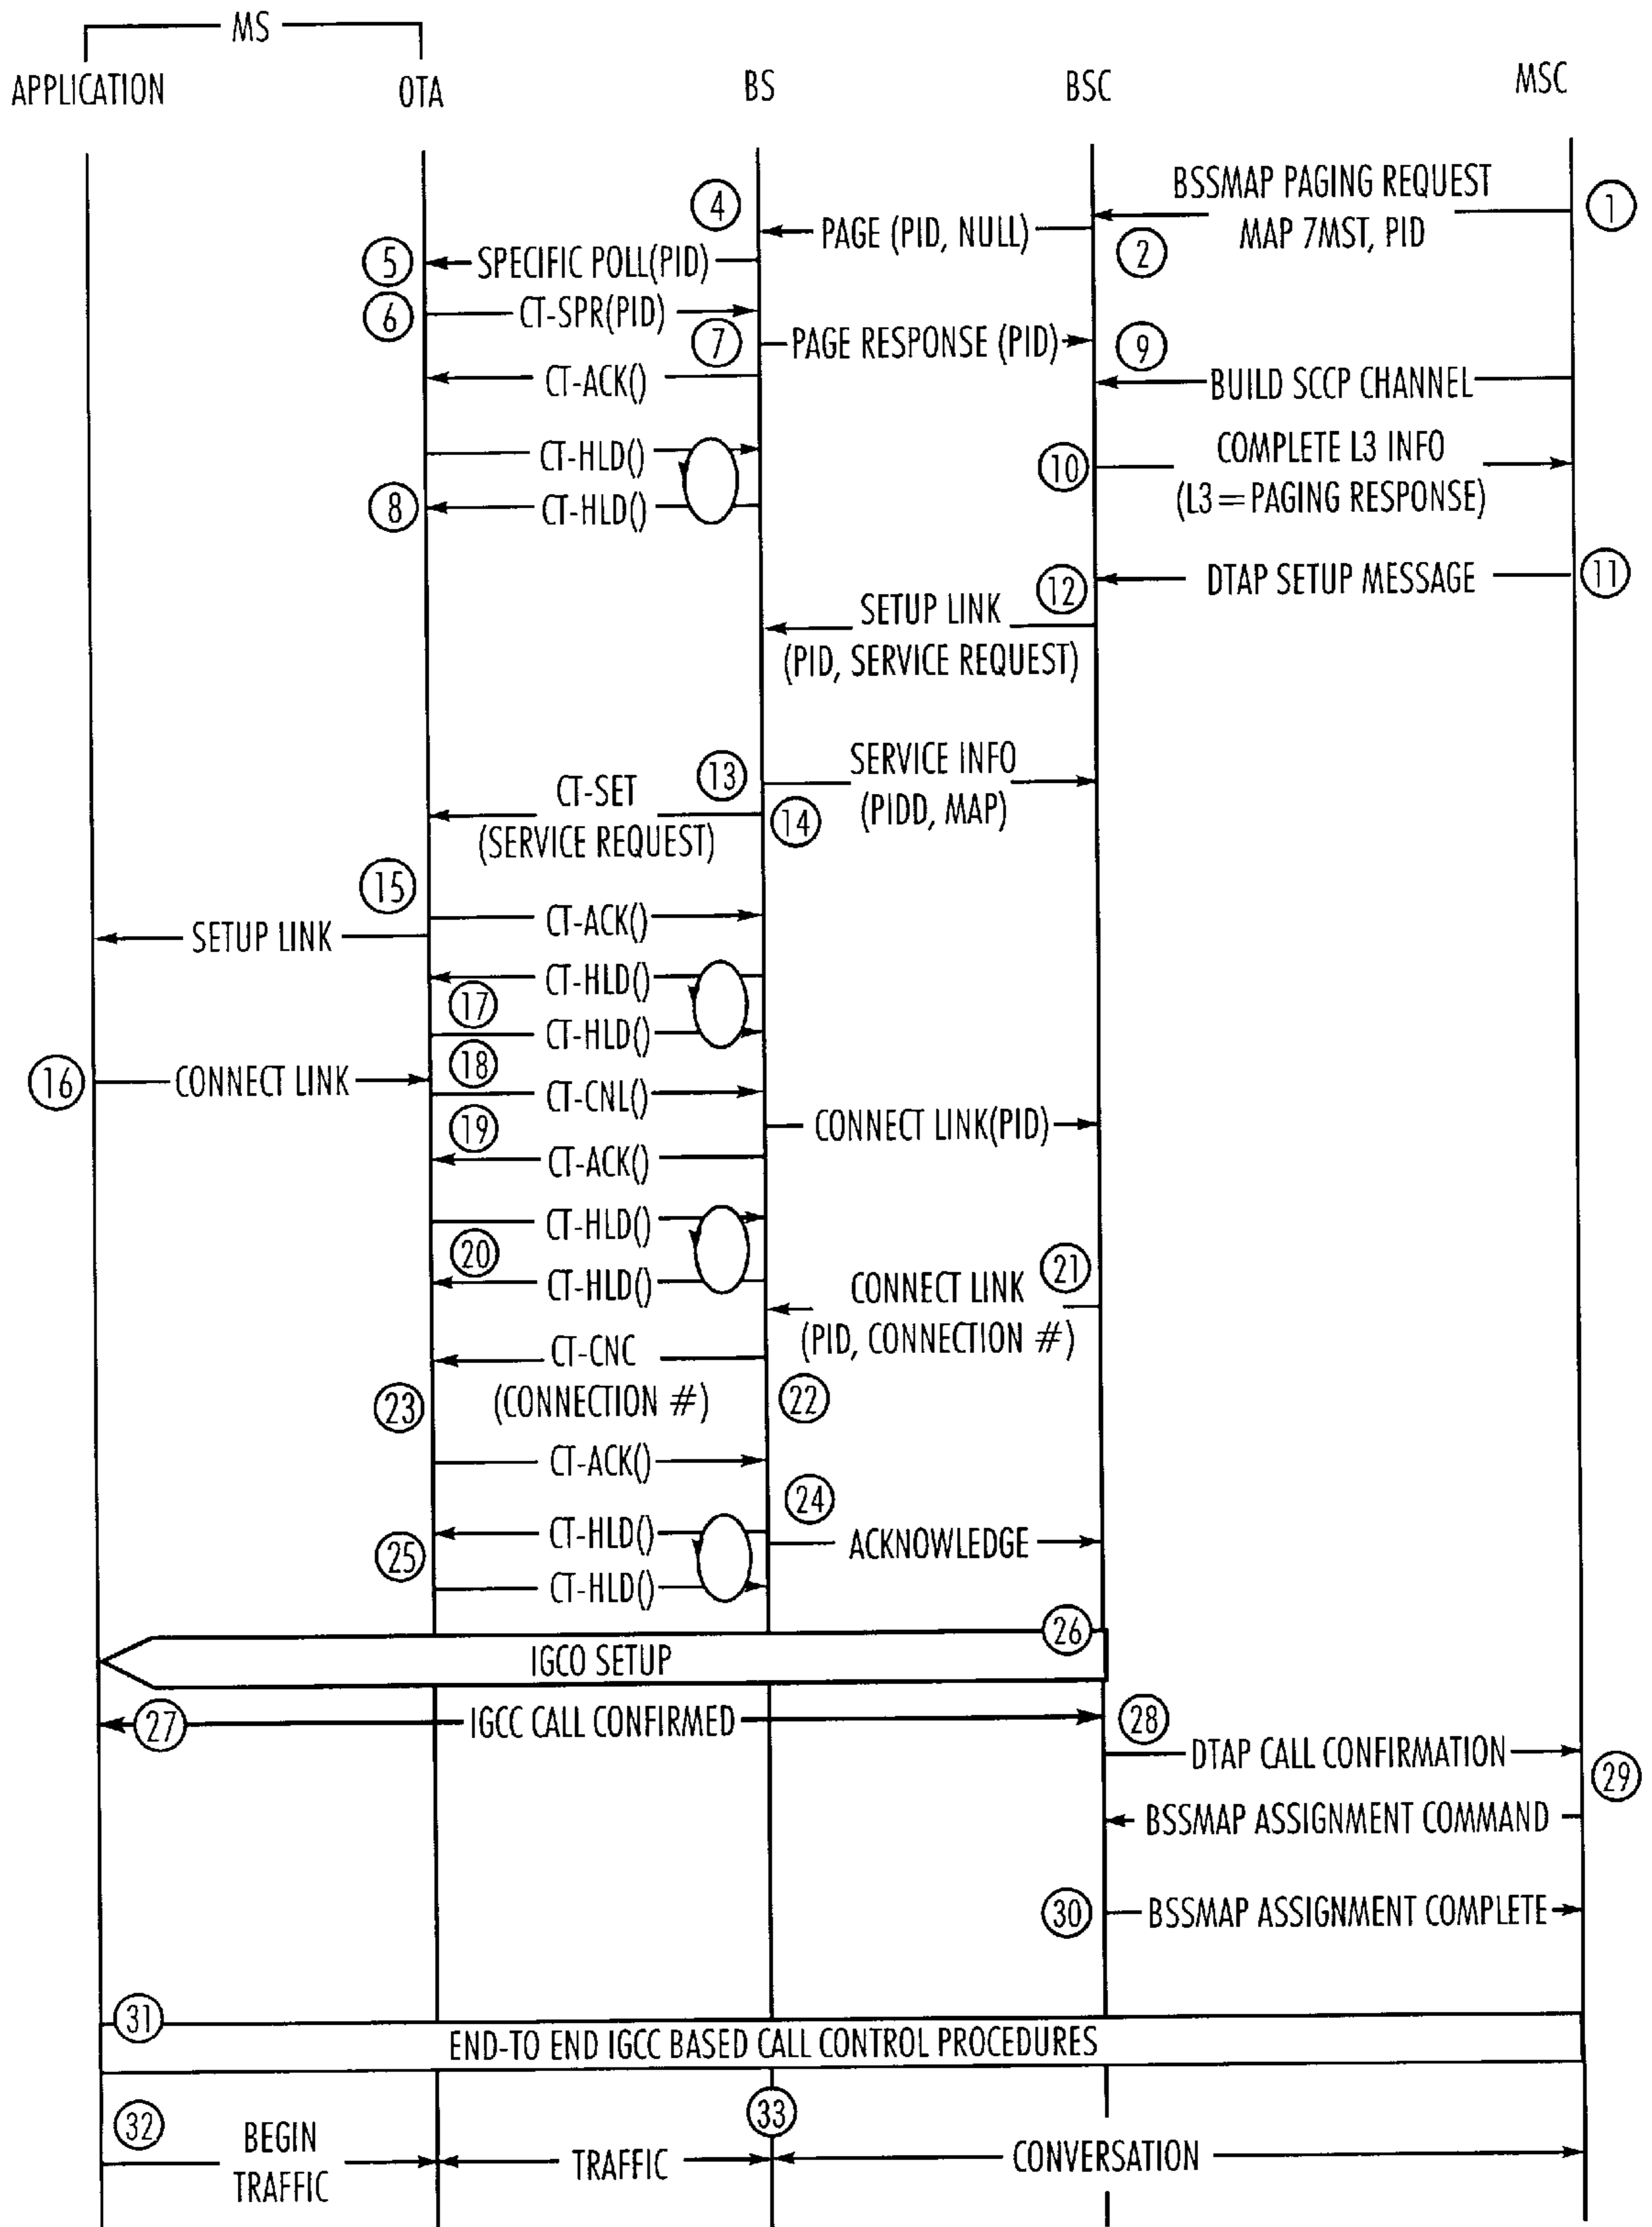 MS
APPLICATION OTA BS BSC MSC
BSSMAP PAGING REQUEST
MAP 7MST, PID
1
4
PAGE (PID, NULL)
2
5
SPECIFIC POLL(PID)
6
CT-SPR(PID)
7
PAGE RESPONSE (PID)
9
CT-ACK()
BUILD SCCP CHANNEL
CT-HLD()
10
COMPLETE L3 INFO
(L3=PAGING RESPONSE)
8
CT-HLD()
DTAP SETUP MESSAGE
11
12
SETUP LINK
(PID, SERVICE REQUEST)
13
SERVICE INFO
(PIDD, MAP)
CT-SET
(SERVICE REQUEST)
14
15
CT-ACK()
SETUP LINK
CT-HLD()
17
CT-HLD()
16
CONNECT LINK
18
CT-CNL()
CONNECT LINK(PID)
19
CT-ACK()
CT-HLD()
20
CT-HLD()
21
CONNECT LINK
(PID, CONNECTION #)
CT-CNC
(CONNECTION #)
22
23
CT-ACK()
24
CT-HLD()
ACKNOWLEDGE
25
CT-HLD()
26
IGCO SETUP
27
IGCC CALL CONFIRMED
28
DTAP CALL CONFIRMATION
29
BSSMAP ASSIGNMENT COMMAND
30
BSSMAP ASSIGNMENT COMPLETE
31
END-TO END IGCC BASED CALL CONTROL PROCEDURES
32
BEGIN
TRAFFIC
33
TRAFFIC
CONVERSATION